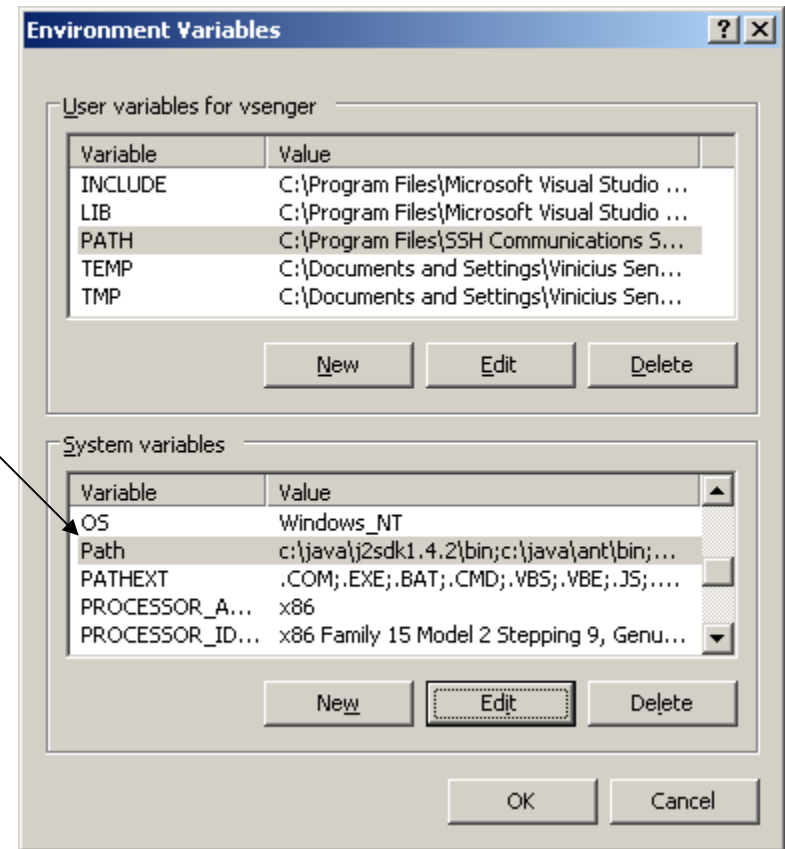 Environment Variables
User variables for vsenger
Variable Value
INCLUDE C:\Program Files\Microsoft Visual Studio ...
LIB C:\Program Files\Microsoft Visual Studio ...
PATH C:\Program Files\SSH Communications S...
TEMP C:\Documents and Settings\Vinicius Sen...
TMP C:\Documents and Settings\Vinicius Sen...
New Edit Delete
System variables
Variable Value
OS Windows_NT
Path c:\java\j2sdk1.4.2\bin;c:\java\ant\bin;...
PATHEXT .COM;.EXE;.BAT;.CMD;.VBS;.VBE;.JS;....
PROCESSOR_A... x86
PROCESSOR_ID... x86 Family 15 Model 2 Stepping 9, Genu...
New Edit Delete
OK Cancel